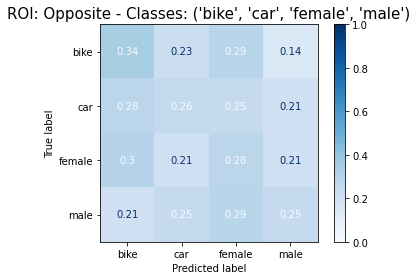 ROI: Opposite - Classes: ('bike', 'car', 'female', 'male')
1.0
bike 0.34 0.23 0.29 0.14
0.8
car 0.28 0.26 0.25 0.21
0.6
True label
0.4
female 0.3 0.21 0.28 0.21
0.2
male 0.21 0.25 0.29 0.25
0.0
bike car female male
Predicted label